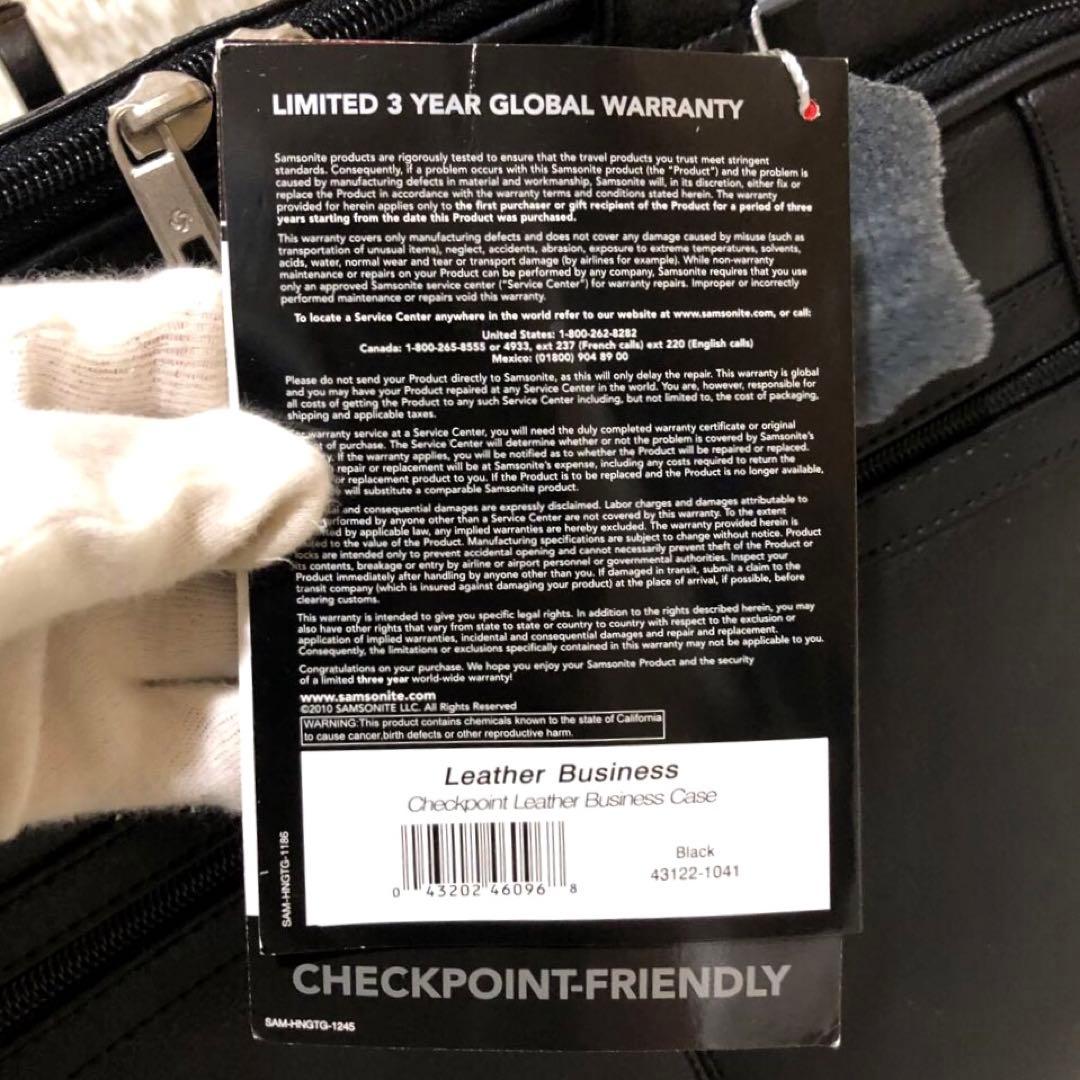 LIMITED 3 YEAR GLOBAL WARRANTY
Samsonite products are rigorously tested to ensure that the travel products you trust meet stringent
standards. Consequently, if a problem occurs with this Samsonite product (the "Product") and the problem is
caused by manufacturing defects in material and workmanship, Samsonite will, in its discretion, either fix or
replace the Product in accordance with the warranty terms and conditions stated herein. The warranty
provided for herein applies only to the first purchaser or gift recipient of the Product for a period of three
years starting from the date this Product was purchased.
This warranty covers only manufacturing defects and does not cover any damage caused by misuse (such as
transportation of unusual items), neglect, accidents, abrasion, exposure to extreme temperatures, solvents,
acids, water, normal wear and tear or transport damage (by airlines for example). While non-warranty
maintenance or repairs on your Product can be performed by any company, Samsonite requires that you use
only an approved Samsonite service center ("Service Center") for warranty repairs. Improper or incorrectly
performed maintenance or repairs void this warranty.
To locate a Service Center anywhere in the world refer to our website at www.samsonite.com, or call:
United States: 1-800-262-8282
Canada: 1-800-265-8555 or 4933, ext 237 (French calls) ext 220 (English calls)
Mexico: (01800) 904 89 00
Please do not send your Product directly to Samsonite, as this will only delay the repair. This warranty is global
and you may have your Product repaired at any Service Center in the world. You are, however, responsible for
all costs of getting the Product to any such Service Center including, but not limited to, the cost of packaging,
shipping and applicable taxes.
warranty service at a Service Center, you will need the duly completed warranty certificate or original
of purchase. The Service Center will determine whether or not the problem is covered by Samsonite's
If the warranty applies, you will be notified as to whether the Product will be repaired or replaced.
repair or replacement will be at Samsonite's expense, including any costs required to return the
or replacement product to you. If the Product is to be replaced and the Product is no longer available,
will substitute a comparable Samsonite product.
and consequential damages are expressly disclaimed. Labor charges and damages attributable to
by anyone other than a Service Center are not covered by this warranty. To the extent
by applicable law, any implied warranties are hereby excluded. The warranty provided herein is
to the value of the Product. Manufacturing specifications are subject to change without notice. Product
locks are intended only to prevent accidental opening and cannot necessarily prevent theft of the Product or
its contents, breakage or entry by airline or airport personnel or governmental authorities. Inspect your
Product immediately after handling by anyone other than you. If damaged in transit, submit a claim to the
transit company (which is insured against damaging your product) at the place of arrival, if possible, before
clearing customs.
This warranty is intended to give you specific legal rights. In addition to the rights described herein, you may
also have other rights that vary from state to state or country to country with respect to the exclusion or
application of implied warranties, incidental and consequential damages and repair and replacement.
Consequently, the limitations or exclusions specifically contained in this warranty may not be applicable to you.
Congratulations on your purchase. We hope you enjoy your Samsonite Product and the security
of a limited three year world-wide warranty!
www.samsonite.com
©2010 SAMSONITE LLC. All Rights Reserved
WARNING:This product contains chemicals known to the state of California
to cause cancer,birth defects or other reproductive harm.
Leather Business
Checkpoint Leather Business Case
0 43202 46096 8
Black
43122-1041
SAM-HNGTG-1186
CHECKPOINT-FRIENDLY
SAM-HNGTG-1245